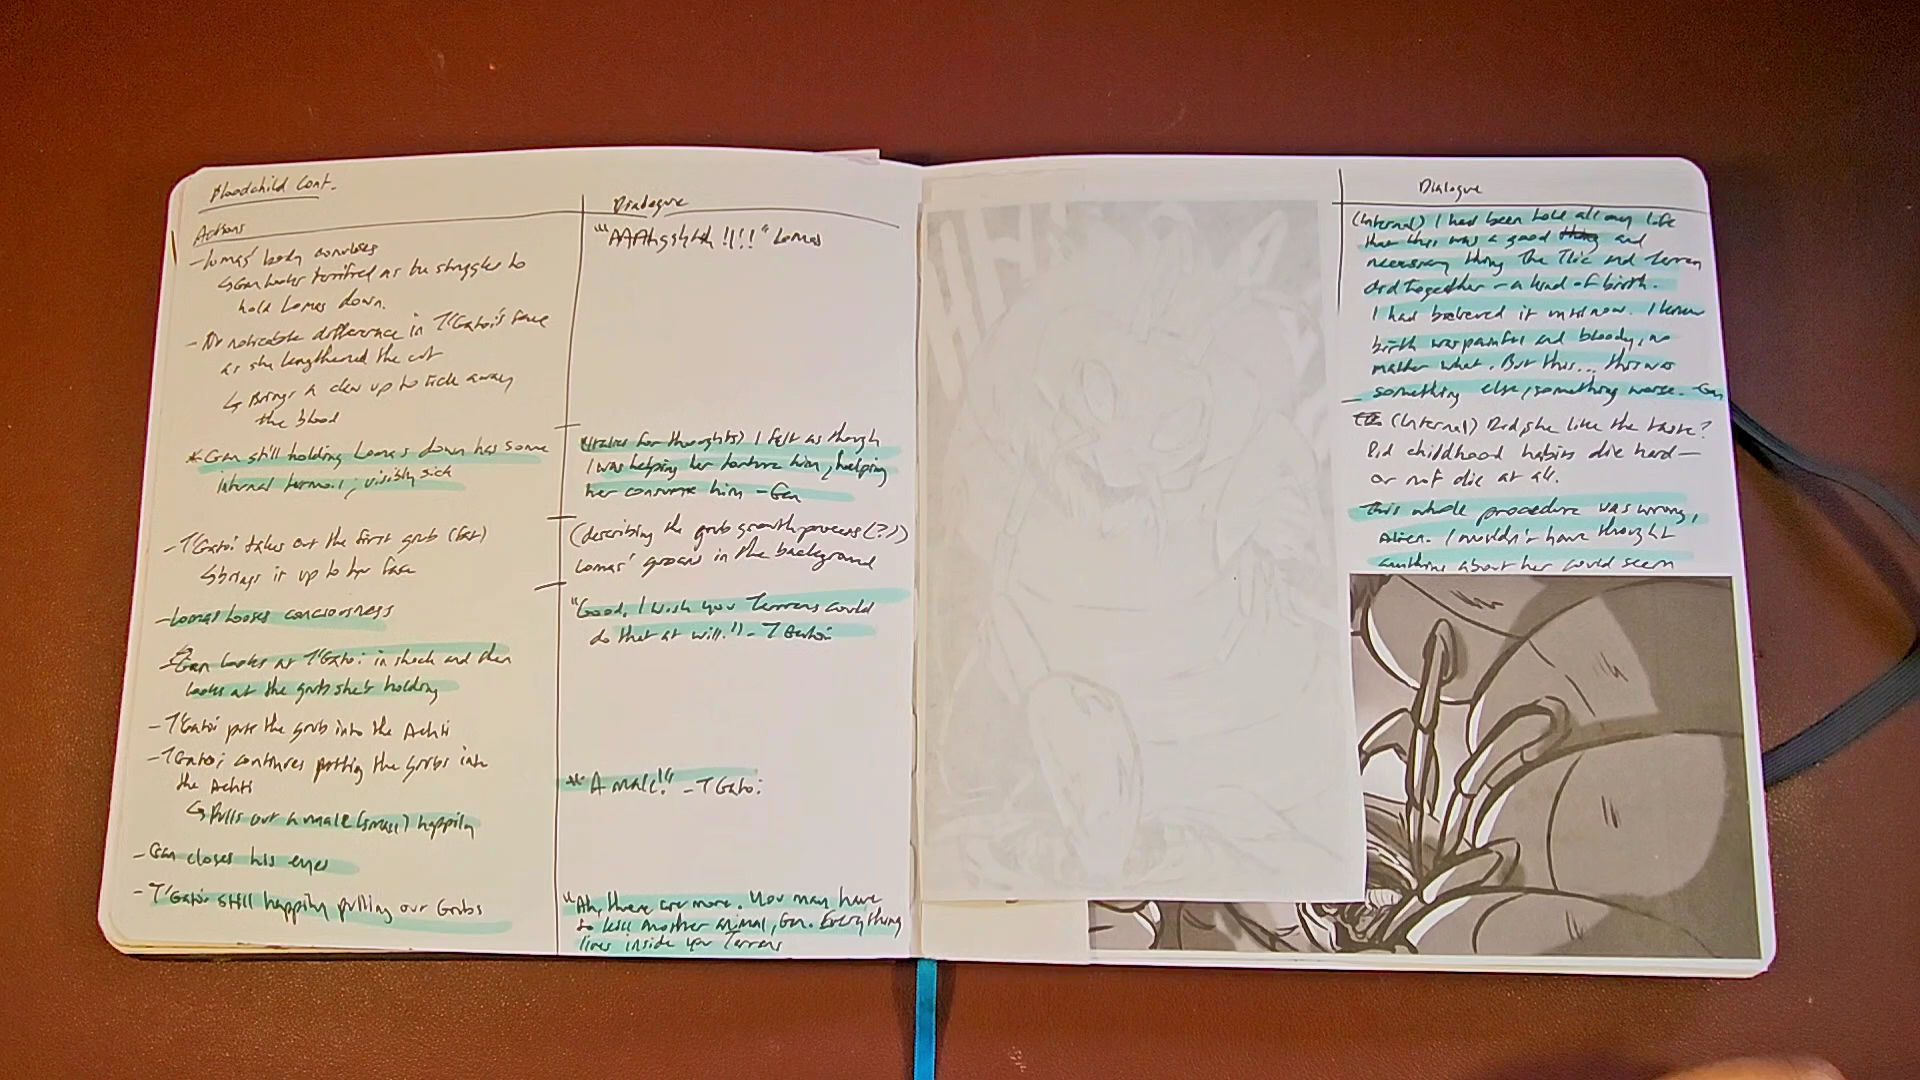 Bloodchild Cont.
Actions
- Lomas' body convulses
↳ Gan looks terrified as he struggles to
hold Lomas down.
- No noticable difference in T'Gatoi's face
as she lengthened the cut
↳ Brings a claw up to lick away
the blood
* Gan still holding Lomas down has some
internal termoil; visibly sick
- T'Gatoi takes out the first grub (fat)
↳ brings it up to her face
- Lomas looses conciousness
Gan looks at T'Gatoi in shock and then
looks at the grub she's holding
- T'Gatoi puts the grub into the Achti
- T'Gatoi continues putting the grubs into
the Achti
↳ Pulls out a male (small) happily
- Gan closes his eyes
- T'Gatoi still happily pulling out Grubs
Dialogue
"AAAhgghhh !!!!" Lomas
(Italics for thoughts) I felt as though
I was helping her torture him, helping
her consume him - Gan
(describing the grub growth process(?))
Lomas' groans in the background
"Good, I wish you Terrans could
do that at will." - T'Gatoi
"A male!" - T'Gatoi
"Ah, there are more. You may have
to kill another animal, Gan. Everything
lives inside you Terrans
Dialogue
(Internal) I had been told all my life
that this was a good thing and
necessary thing The Tlic and Terran
did together - a kind of birth.
I had believed it until now. I knew
birth was painful and bloody, no
matter what. But this... this was
something else, something worse. - Gan
(Internal) Did she like the taste?
Did childhood habits die hard—
or not die at all.
This whole procedure was wrong,
Alien. I wouldn't have thought
anything about her could seem